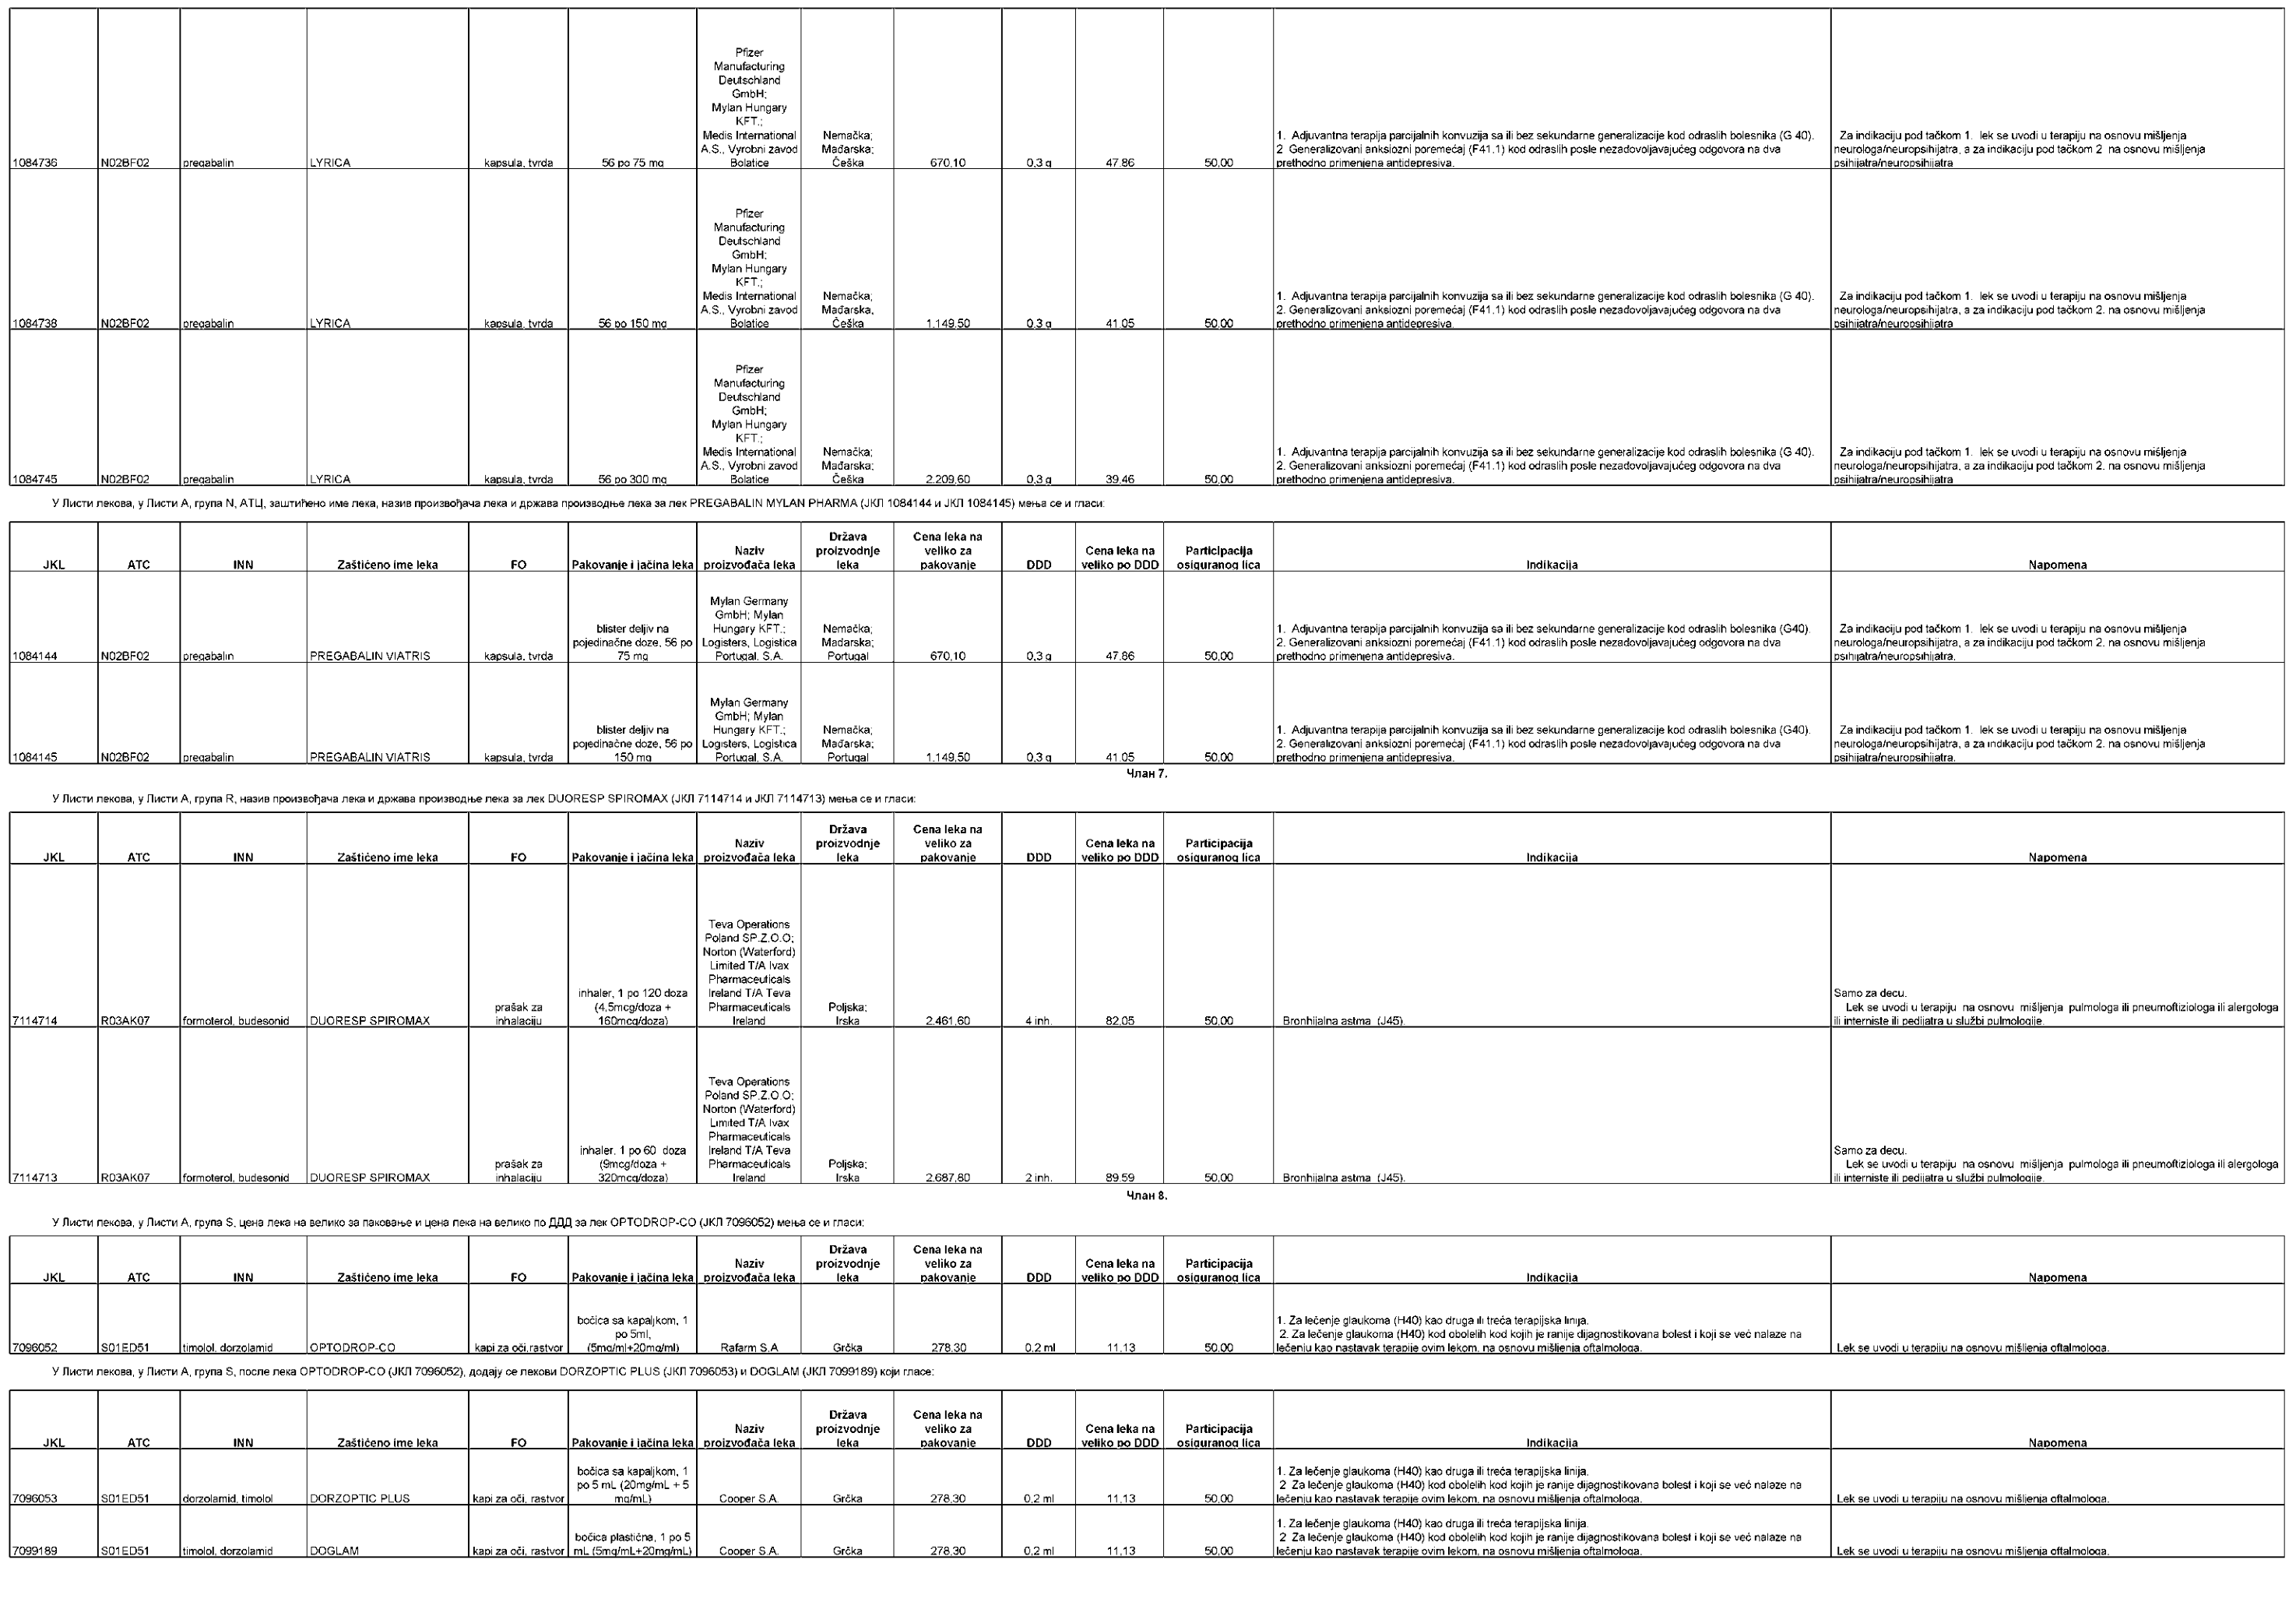 Pfizer
Manufacturing
Deutschland
GmbH;
Mylan Hungary
KFT.;
Medis International
A.S., Vyrobni zavod
Bolatice
Nemačka;
Mađarska;
Češka
1084736 N02BF02 pregabalin LYRICA kapsula, tvrda 56 po 75 mg 670,10 0,3 g 47,86 50,00
1. Adjuvantna terapija parcijalnih konvuzija sa ili bez sekundarne generalizacije kod odraslih bolesnika (G 40).
2 Generalizovani anksiozni poremećaj (F41.1) kod odraslih posle nezadovoljavajućeg odgovora na dva
prethodno primenjena antidepresiva.
Za indikaciju pod tačkom 1. lek se uvodi u terapiju na osnovu mišljenja
neurologa/neuropsihijatra, a za indikaciju pod tačkom 2 na osnovu mišljenja
psihijatra/neuropsihijatra
Pfizer
Manufacturing
Deutschland
GmbH;
Mylan Hungary
KFT.;
Medis International
A.S., Vyrobni zavod
Bolatice
Nemačka;
Mađarska,
Češka
1084738 N02BF02 pregabalin LYRICA kapsula, tvrda 56 po 150 mg 1.149,50 0,3 g 41,05 50,00
1. Adjuvantna terapija parcijalnih konvuzija sa ili bez sekundarne generalizacije kod odraslih bolesnika (G 40).
2. Generalizovani anksiozni poremećaj (F41.1) kod odraslih posle nezadovoljavajućeg odgovora na dva
prethodno primenjena antidepresiva.
Za indikaciju pod tačkom 1. lek se uvodi u terapiju na osnovu mišljenja
neurologa/neuropsihijatra, a za indikaciju pod tačkom 2. na osnovu mišljenja
psihijatra/neuropsihijatra
Pfizer
Manufacturing
Deutschland
GmbH;
Mylan Hungary
KFT.;
Medis International
A.S., Vyrobni zavod
Bolatice
Nemačka;
Mađarska;
Češka
1084745 N02BF02 pregabalin LYRICA kapsula, tvrda 56 po 300 mg 2.209,60 0,3 g 39,46 50,00
1. Adjuvantna terapija parcijalnih konvuzija sa ili bez sekundarne generalizacije kod odraslih bolesnika (G 40).
2. Generalizovani anksiozni poremećaj (F41.1) kod odraslih posle nezadovoljavajućeg odgovora na dva
prethodno primenjena antidepresiva.
Za indikaciju pod tačkom 1. lek se uvodi u terapiju na osnovu mišljenja
neurologa/neuropsihijatra, a za indikaciju pod tačkom 2. na osnovu mišljenja
psihijatra/neuropsihijatra
У Листи лекова, у Листи А, група N, АТЦ, заштићено име лека, назив произвођача лека и држава производње лека за лек PREGABALIN MYLAN PHARMA (ЈКЛ 1084144 и ЈКЛ 1084145) мења се и гласи:
JKL ATC INN Zaštićeno ime leka FO Pakovanje i jačina leka Naziv proizvođača leka Država proizvodnje leka Cena leka na veliko za pakovanje DDD Cena leka na veliko po DDD Participacija osiguranog lica Indikacija Napomena
Mylan Germany
GmbH; Mylan
Hungary KFT.;
Logisters, Logistica
Portugal, S.A.
Nemačka;
Mađarska;
Portugal
blister deljiv na
pojedinačne doze, 56 po
75 mg
1084144 N02BF02 pregabalin PREGABALIN VIATRIS kapsula, tvrda 670,10 0,3 g 47,86 50,00
1. Adjuvantna terapija parcijalnih konvuzija sa ili bez sekundarne generalizacije kod odraslih bolesnika (G40).
2. Generalizovani anksiozni poremećaj (F41.1) kod odraslih posle nezadovoljavajućeg odgovora na dva
prethodno primenjena antidepresiva.
Za indikaciju pod tačkom 1. lek se uvodi u terapiju na osnovu mišljenja
neurologa/neuropsihijatra, a za indikaciju pod tačkom 2. na osnovu mišljenja
psihijatra/neuropsihijatra.
Mylan Germany
GmbH; Mylan
Hungary KFT.;
Logisters, Logistica
Portugal, S.A.
Nemačka;
Mađarska;
Portugal
blister deljiv na
pojedinačne doze, 56 po
150 mg
1084145 N02BF02 pregabalin PREGABALIN VIATRIS kapsula, tvrda 1.149,50 0,3 g 41,05 50,00
1. Adjuvantna terapija parcijalnih konvuzija sa ili bez sekundarne generalizacije kod odraslih bolesnika (G40).
2. Generalizovani anksiozni poremećaj (F41.1) kod odraslih posle nezadovoljavajućeg odgovora na dva
prethodno primenjena antidepresiva.
Za indikaciju pod tačkom 1. lek se uvodi u terapiju na osnovu mišljenja
neurologa/neuropsihijatra, a za indikaciju pod tačkom 2. na osnovu mišljenja
psihijatra/neuropsihijatra.
Члан 7.
У Листи лекова, у Листи А, група R, назив произвођача лека и држава производње лека за лек DUORESP SPIROMAX (ЈКЛ 7114714 и ЈКЛ 7114713) мења се и гласи:
JKL ATC INN Zaštićeno ime leka FO Pakovanje i jačina leka Naziv proizvođača leka Država proizvodnje leka Cena leka na veliko za pakovanje DDD Cena leka na veliko po DDD Participacija osiguranog lica Indikacija Napomena
Teva Operations
Poland SP.Z.O.O;
Norton (Waterford)
Limited T/A Ivax
Pharmaceuticals
Ireland T/A Teva
Pharmaceuticals
Ireland
Poljska;
Irska
prašak za
inhalaciju
inhaler, 1 po 120 doza
(4,5mcg/doza +
160mcg/doza)
7114714 R03AK07 formoterol, budesonid DUORESP SPIROMAX 2.461,60 4 inh. 82,05 50,00 Bronhijalna astma (J45).
Samo za decu.
Lek se uvodi u terapiju na osnovu mišljenja pulmologa ili pneumoftiziologa ili alergologa
ili interniste ili pedijatra u službi pulmologije.
Teva Operations
Poland SP.Z.O.O;
Norton (Waterford)
Limited T/A Ivax
Pharmaceuticals
Ireland T/A Teva
Pharmaceuticals
Ireland
Poljska;
Irska
prašak za
inhalaciju
inhaler, 1 po 60 doza
(9mcg/doza +
320mcg/doza)
7114713 R03AK07 formoterol, budesonid DUORESP SPIROMAX 2.687,80 2 inh. 89,59 50,00 Bronhijalna astma (J45).
Samo za decu.
Lek se uvodi u terapiju na osnovu mišljenja pulmologa ili pneumoftiziologa ili alergologa
ili interniste ili pedijatra u službi pulmologije.
Члан 8.
У Листи лекова, у Листи А, група S, цена лека на велико за паковање и цена лека на велико по ДДД за лек OPTODROP-CO (ЈКЛ 7096052) мења се и гласи:
JKL ATC INN Zaštićeno ime leka FO Pakovanje i jačina leka Naziv proizvođača leka Država proizvodnje leka Cena leka na veliko za pakovanje DDD Cena leka na veliko po DDD Participacija osiguranog lica Indikacija Napomena
bočica sa kapaljkom, 1
po 5ml,
(5mg/ml+20mg/ml)
7096052 S01ED51 timolol, dorzolamid OPTODROP-CO kapi za oči,rastvor Rafarm S.A. Grčka 278,30 0,2 ml 11,13 50,00
1. Za lečenje glaukoma (H40) kao druga ili treća terapijska linija.
2. Za lečenje glaukoma (H40) kod obolelih kod kojih je ranije dijagnostikovana bolest i koji se već nalaze na
lečenju kao nastavak terapije ovim lekom, na osnovu mišljenja oftalmologa.
Lek se uvodi u terapiju na osnovu mišljenja oftalmologa.
У Листи лекова, у Листи А, група S, после лека OPTODROP-CO (ЈКЛ 7096052), додају се лекови DORZOPTIC PLUS (ЈКЛ 7096053) и DOGLAM (ЈКЛ 7099189) који гласе:
JKL ATC INN Zaštićeno ime leka FO Pakovanje i jačina leka Naziv proizvođača leka Država proizvodnje leka Cena leka na veliko za pakovanje DDD Cena leka na veliko po DDD Participacija osiguranog lica Indikacija Napomena
bočica sa kapaljkom, 1
po 5 mL (20mg/mL + 5
mg/mL)
7096053 S01ED51 dorzolamid, timolol DORZOPTIC PLUS kapi za oči, rastvor Cooper S.A. Grčka 278,30 0,2 ml 11,13 50,00
1. Za lečenje glaukoma (H40) kao druga ili treća terapijska linija.
2 Za lečenje glaukoma (H40) kod obolelih kod kojih je ranije dijagnostikovana bolest i koji se već nalaze na
lečenju kao nastavak terapije ovim lekom, na osnovu mišljenja oftalmologa.
Lek se uvodi u terapiju na osnovu mišljenja oftalmologa.
bočica plastična, 1 po 5
mL (5mg/mL+20mg/mL)
7099189 S01ED51 timolol, dorzolamid DOGLAM kapi za oči, rastvor Cooper S.A. Grčka 278,30 0,2 ml 11,13 50,00
1. Za lečenje glaukoma (H40) kao druga ili treća terapijska linija.
2 Za lečenje glaukoma (H40) kod obolelih kod kojih je ranije dijagnostikovana bolest i koji se već nalaze na
lečenju kao nastavak terapije ovim lekom, na osnovu mišljenja oftalmologa.
Lek se uvodi u terapiju na osnovu mišljenja oftalmologa.